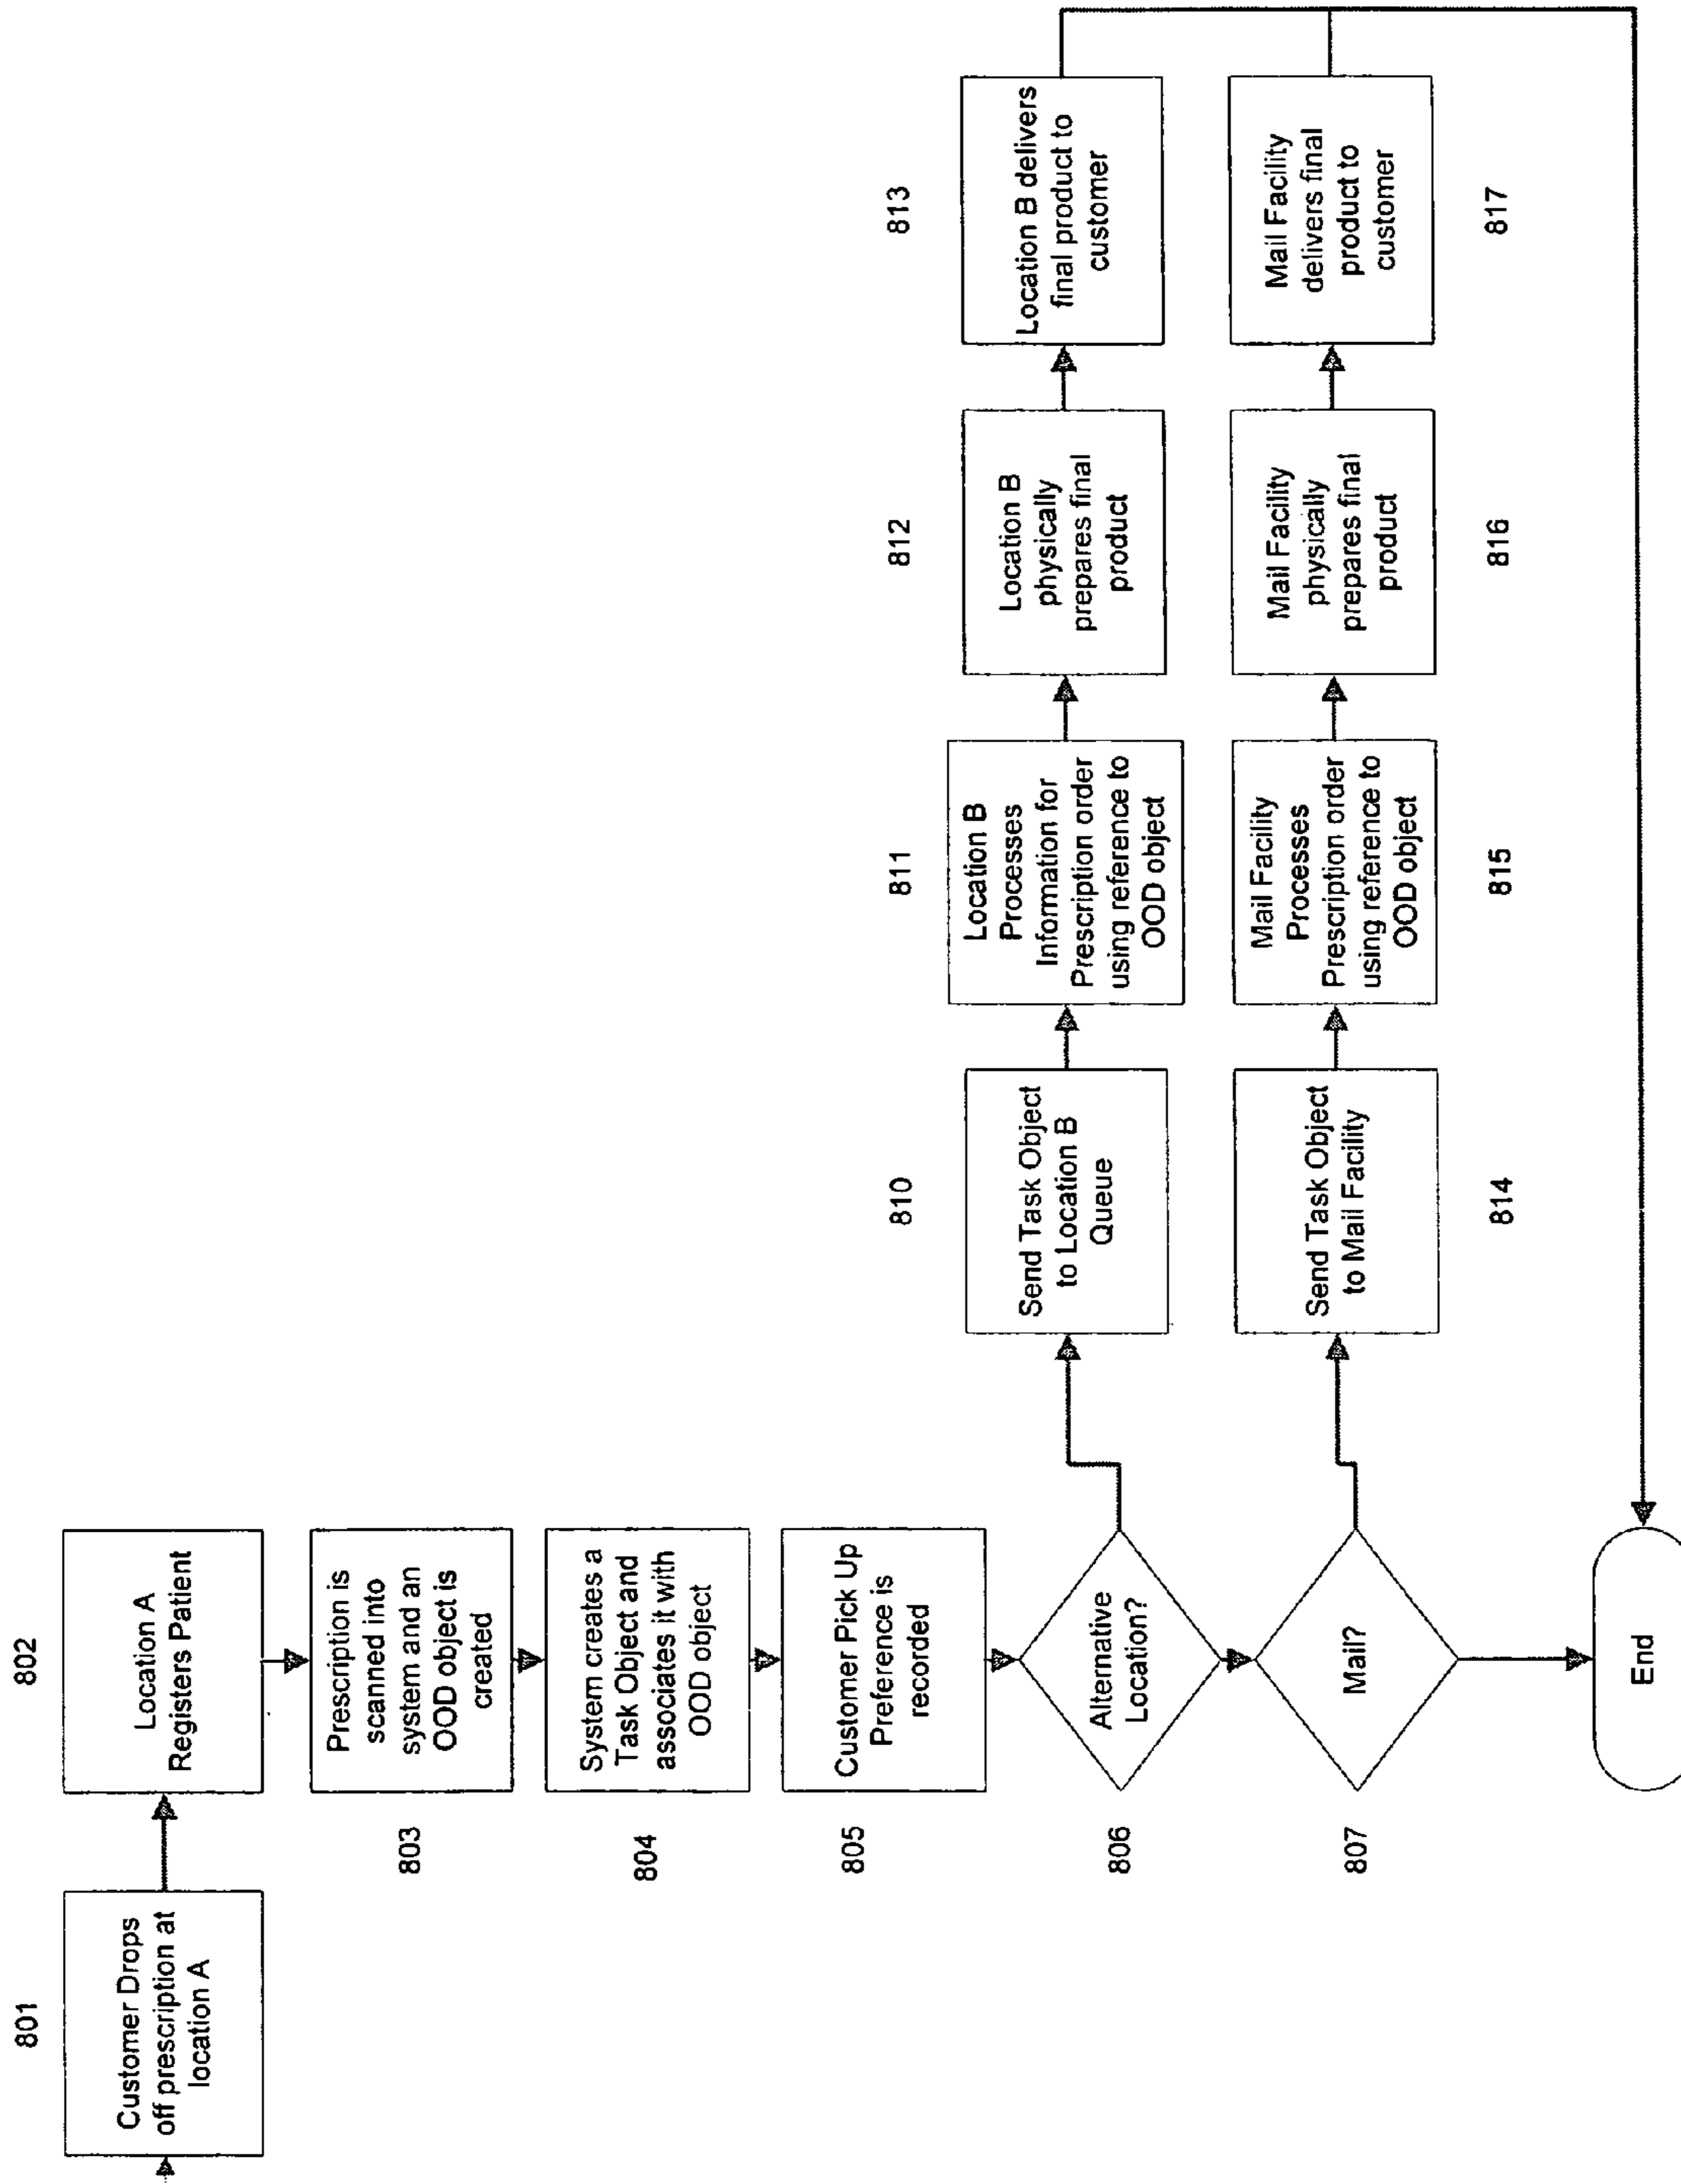 801
Customer Drops
off prescription at
location A
802
Location A
Registers Patient
803
Prescription is
scanned into
system and an
OOD object is
created
804
System creates a
Task Object and
associates it with
OOD object
805
Customer Pick Up
Preference is
recorded
806
Alternative
Location?
810
Send Task Object
to Location B
Queue
811
Location B
Processes
Information for
Prescription order
using reference to
OOD object
812
Location B
physically
prepares final
product
813
Location B delivers
final product to
customer
807
Mail?
Send Task Object
to Mail Facility
814
Mail Facility
Processes
Prescription order
using reference to
OOD object
815
Mail Facility
physically
prepares final
product
816
Mail Facility
delivers final
product to
customer
817
End